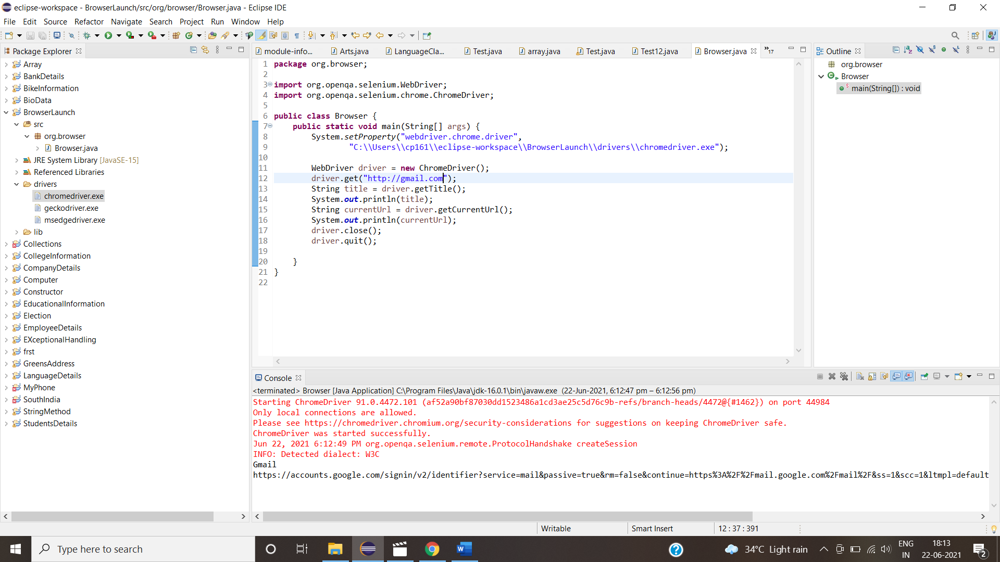 eclipse-workspace - BrowserLaunch/src/org/browser/Browser.java - Eclipse IDE
File Edit Source Refactor Navigate Search Project Run Window Help
Package Explorer
Array
BankDetails
BikeInformation
BioData
BrowserLaunch
src
org.browser
Browser.java
JRE System Library [JavaSE-15]
Referenced Libraries
drivers
chromedriver.exe
geckodriver.exe
msedgedriver.exe
lib
Collections
CollegeInformation
CompanyDetails
Computer
Constructor
EducationalInformation
Election
EmployeeDetails
EXceptionalHandling
frst
GreensAddress
LanguageDetails
MyPhone
SouthIndia
StringMethod
StudentsDetails
module-info... Arts.java LanguageCla... Test.java array.java Test.java Test12.java Browser.java »17
1 package org.browser;
2
3 import org.openqa.selenium.WebDriver;
4 import org.openqa.selenium.chrome.ChromeDriver;
5
6 public class Browser {
7 public static void main(String[] args) {
8 System.setProperty("webdriver.chrome.driver",
9 "C:\\Users\\cp161\\eclipse-workspace\\BrowserLaunch\\drivers\\chromedriver.exe");
10
11 WebDriver driver = new ChromeDriver();
12 driver.get("http://gmail.com");
13 String title = driver.getTitle();
14 System.out.println(title);
15 String currentUrl = driver.getCurrentUrl();
16 System.out.println(currentUrl);
17 driver.close();
18 driver.quit();
19
20 }
21 }
22
Outline
org.browser
Browser
main(String[]) : void
Console
<terminated> Browser [Java Application] C:\Program Files\Java\jdk-16.0.1\bin\javaw.exe (22-Jun-2021, 6:12:47 pm – 6:12:56 pm)
Starting ChromeDriver 91.0.4472.101 (af52a90bf87030dd1523486a1cd3ae25c5d76c9b-refs/branch-heads/4472@{#1462}) on port 44984
Only local connections are allowed.
Please see https://chromedriver.chromium.org/security-considerations for suggestions on keeping ChromeDriver safe.
ChromeDriver was started successfully.
Jun 22, 2021 6:12:49 PM org.openqa.selenium.remote.ProtocolHandshake createSession
INFO: Detected dialect: W3C
Gmail
https://accounts.google.com/signin/v2/identifier?service=mail&passive=true&rm=false&continue=https%3A%2F%2Fmail.google.com%2Fmail%2F&ss=1&scc=1&ltmpl=default
Writable Smart Insert 12 : 37 : 391
Type here to search
34°C Light rain
ENG
IN
18:13
22-06-2021
2